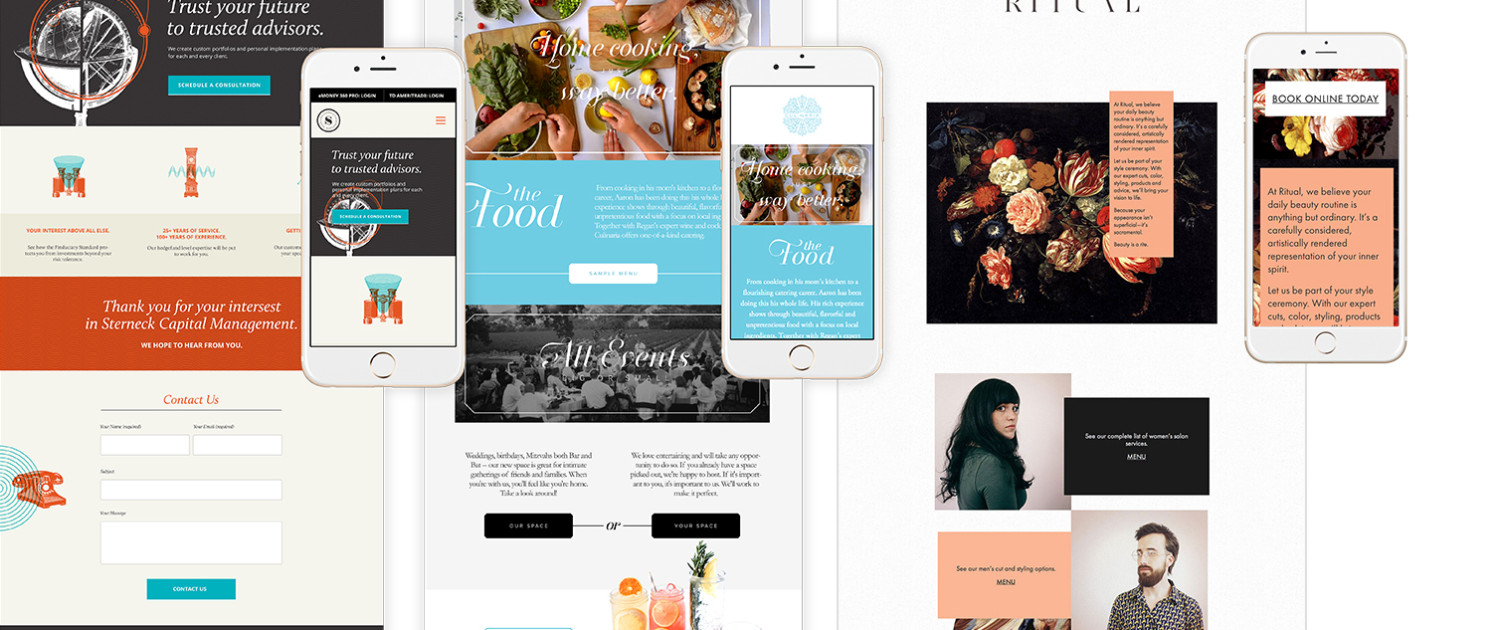 Trust your future
to trusted advisors.
We create custom portfolios and personal implementation plans
for each and every client.
SCHEDULE A CONSULTATION
YOUR INTEREST ABOVE ALL ELSE.
See how the Fiduciary Standard pro-
tects you from investments beyond your
risk tolerance.
25+ YEARS OF SERVICE.
100+ YEARS OF EXPERIENCE.
Our budget and level expertise will be put
to work for you.
Thank you for your intersest
in Sterneck Capital Management.
WE HOPE TO HEAR FROM YOU.
Contact Us
Your Name (required)
Your Email (required)
Subject
Your Message
CONTACT US
eMONEY 360 PRO: LOGIN
TD AMERITRADE: LOGIN
S
Trust your future
to trusted advisors.
We create custom portfolios and
personal implementation plans for each
and every client.
SCHEDULE A CONSULTATION
Home cooking,
way better.
the
Food
From cooking in his mom's kitchen to a
career, Aaron has been doing this his whole
experience shows through beautiful,
unpretentious food with a focus on local
Together with Regue's expert wine and
Culinaria offers one-of-a-kind catering.
SAMPLE MENU
All Events
Weddings, birthdays, Mitzvahs both Bar and
Bat – our new space is great for intimate
gatherings of friends and families. When
you're with us, you'll feel like you're home.
Take a look around!
We love entertaining and will take any oppor-
tunity to do so. If you already have a space
picked out, we're happy to host. If it's import-
ant to you, it's important to us. We'll work to
make it perfect.
OUR SPACE
or
YOUR SPACE
Home cooking,
way better.
the
Food
From cooking in his mom's kitchen to a
flourishing catering career, Aaron has been
doing this his whole life. His rich experience
shows through beautiful, flavorful and
unpretentious food with a focus on local
ingredients. Together with Regue's expert
RITUAL
At Ritual, we believe
your daily beauty
routine is anything but
ordinary. It's a carefully
considered, artistically
rendered representation
of your inner spirit.
Let us be part of your
style ceremony. With
our expert cuts, color,
styling, products and
advice, we'll bring your
vision to life.
Because your
appearance isn't
superficial—it's
sacramental.
Beauty is a rite.
See our complete list of women's salon
services.
MENU
See our men's cut and styling options.
MENU
BOOK ONLINE TODAY
At Ritual, we believe your
daily beauty routine is
anything but ordinary. It's a
carefully considered,
artistically rendered
representation of your inner
spirit.
Let us be part of your style
ceremony. With our expert
cuts, color, styling, products